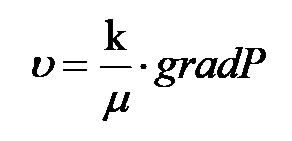 υ = k/μ · gradP